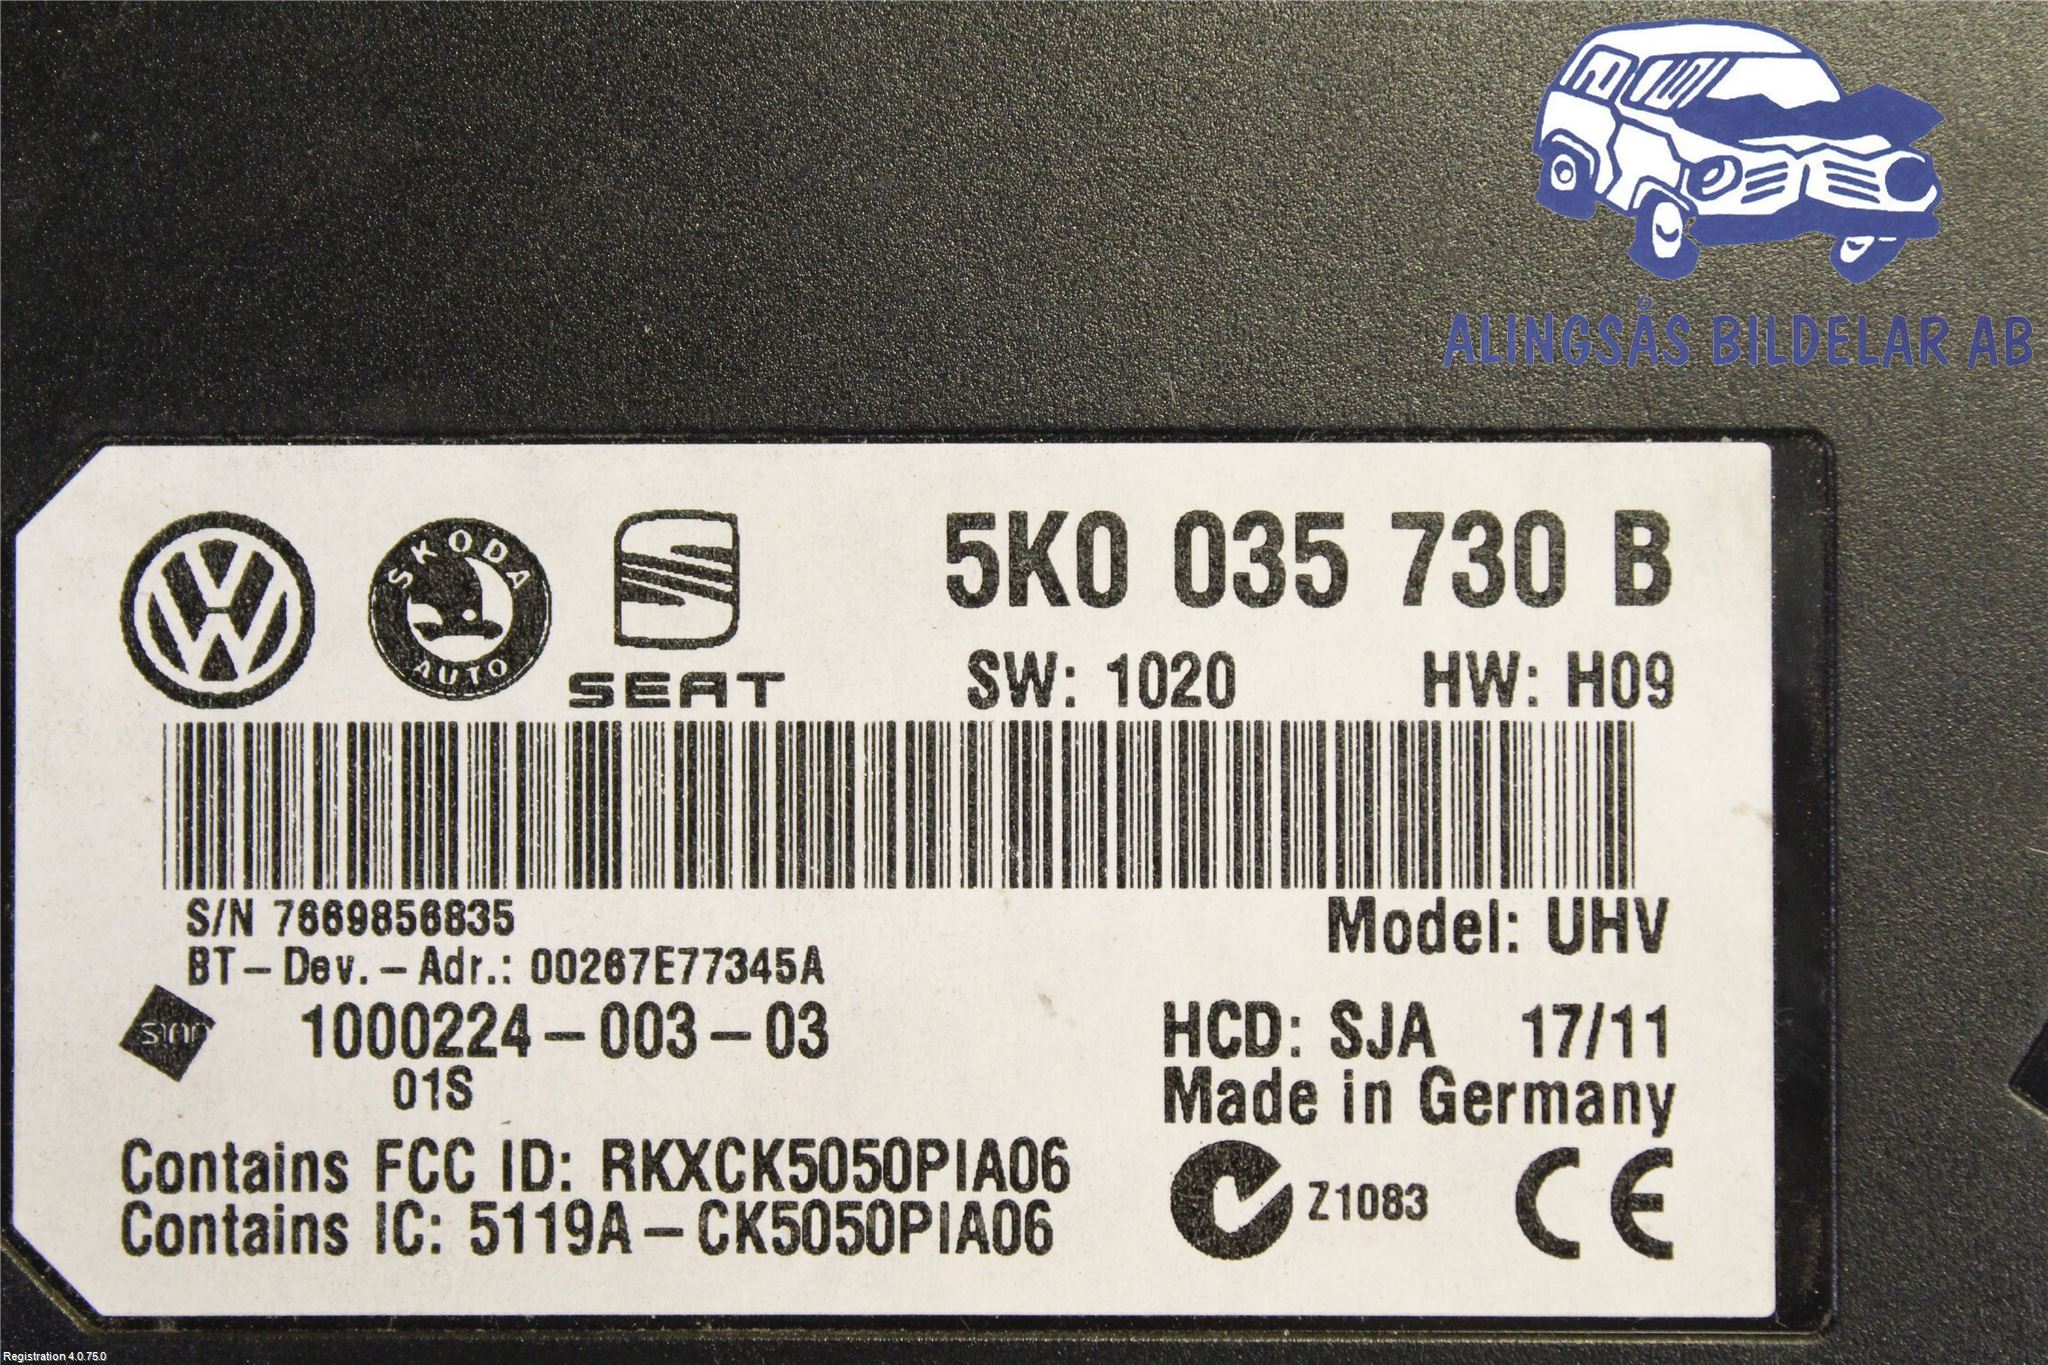 ALINGSÅS BILDELAR AB
SKODA
AUTO
SEAT
5K0 035 730 B
SW: 1020 HW: H09
S/N 7669856835
Model: UHV
BT-Dev.-Adr.: 00267E77345A
1000224-003-03
01S
HCD: SJA 17/11
Made in Germany
Contains FCC ID: RKXCK5050PIA06
Contains IC: 5119A-CK5050PIA06
Z1083
CE
Registration 4.0.75.0